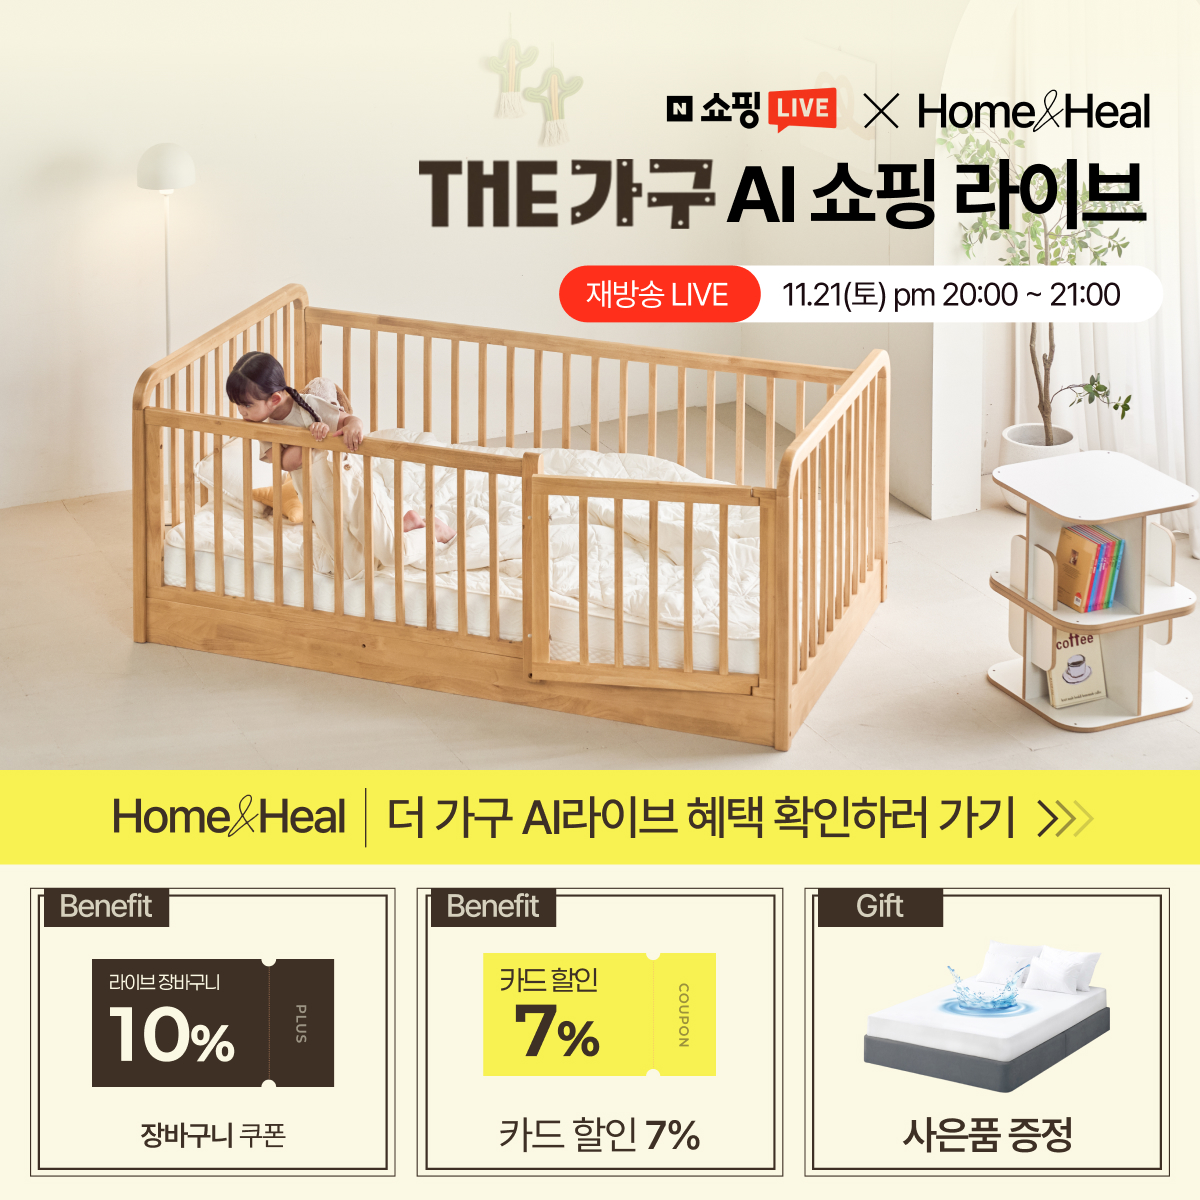 N 쇼핑 LIVE × Home&Heal
THE 가구 AI 쇼핑 라이브
재방송 LIVE 11.21(토) pm 20:00 ~ 21:00
coffee
Home&Heal | 더 가구 AI라이브 혜택 확인하러 가기
Benefit
라이브 장바구니
10%
PLUS
장바구니 쿠폰
Benefit
카드 할인
7%
COUPON
카드 할인 7%
Gift
사은품 증정